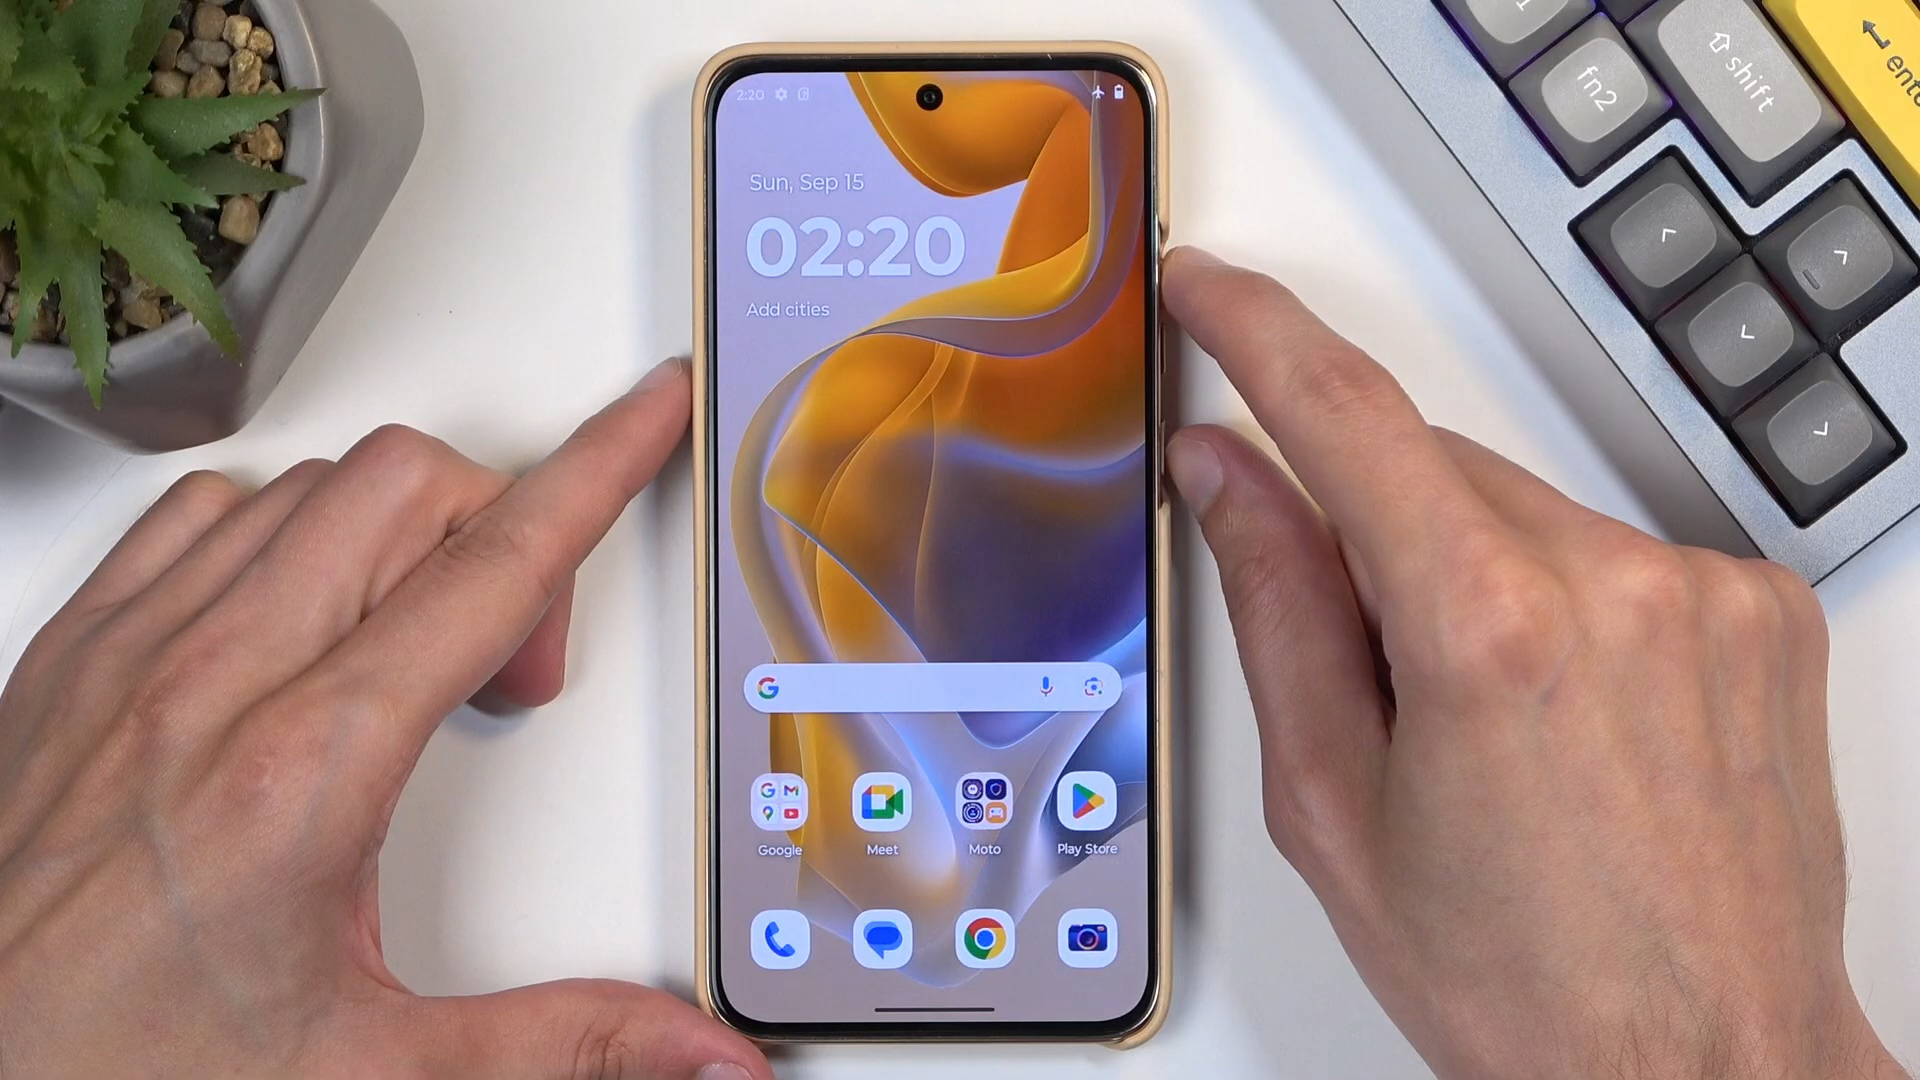 2:20
Sun, Sep 15
02:20
Add cities
Google
Meet
Moto
Play Store
fn2
shift